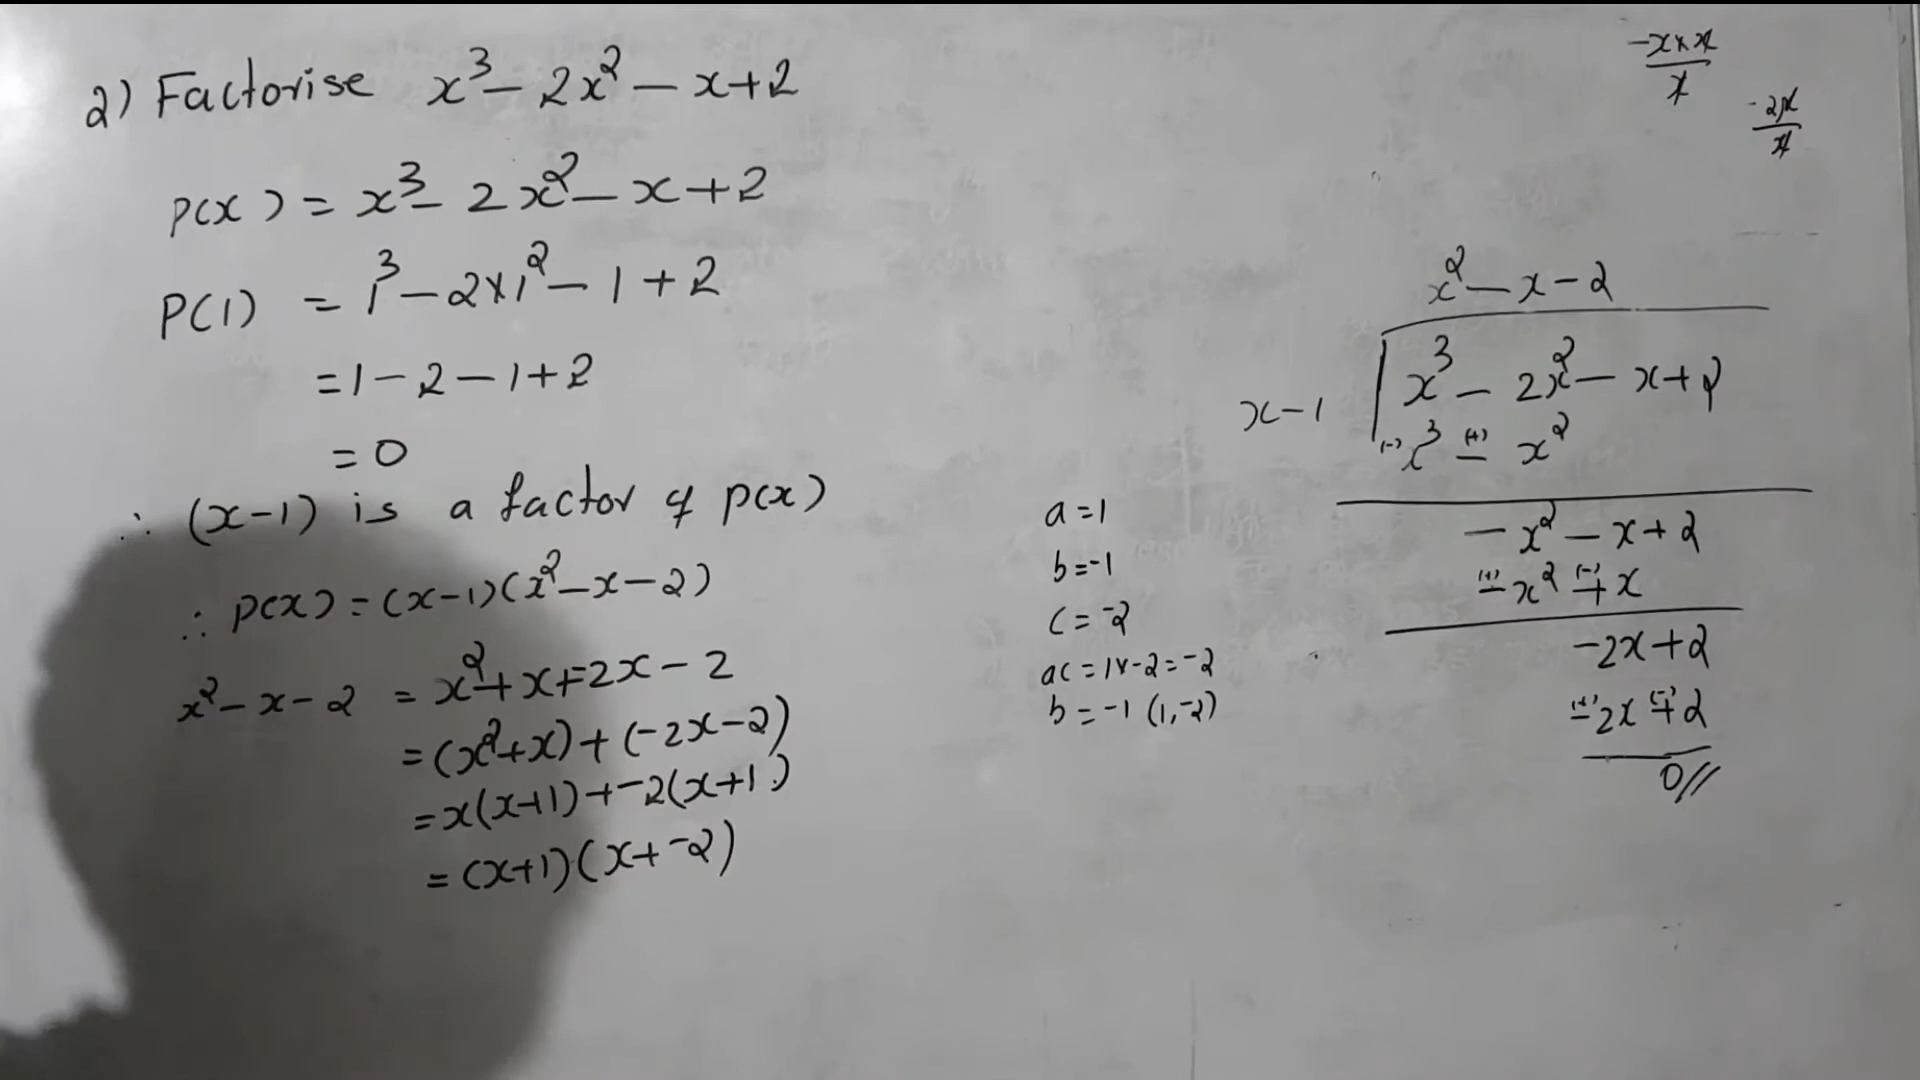 2) Factorise x³ - 2x² - x + 2
p(x) = x³ - 2x² - x + 2
P(1) = 1³ - 2×1² - 1 + 2
= 1 - 2 - 1 + 2
= 0
∴ (x-1) is a factor of p(x)
∴ p(x) = (x-1)(x² - x - 2)
x² - x - 2 = x² + x + -2x - 2
= (x² + x) + (-2x - 2)
= x(x+1) + -2(x+1)
= (x+1)(x + -2)
a = 1
b = -1
c = -2
ac = 1×-2 = -2
b = -1 (1, -2)
-x×x
x
-2x
x
x² - x - 2
x-1 x³ - 2x² - x + 2
(-) x³ (+) - x²
- x² - x + 2
(+) - x² (-) + x
-2x + 2
(+) -2x (-) + 2
0//